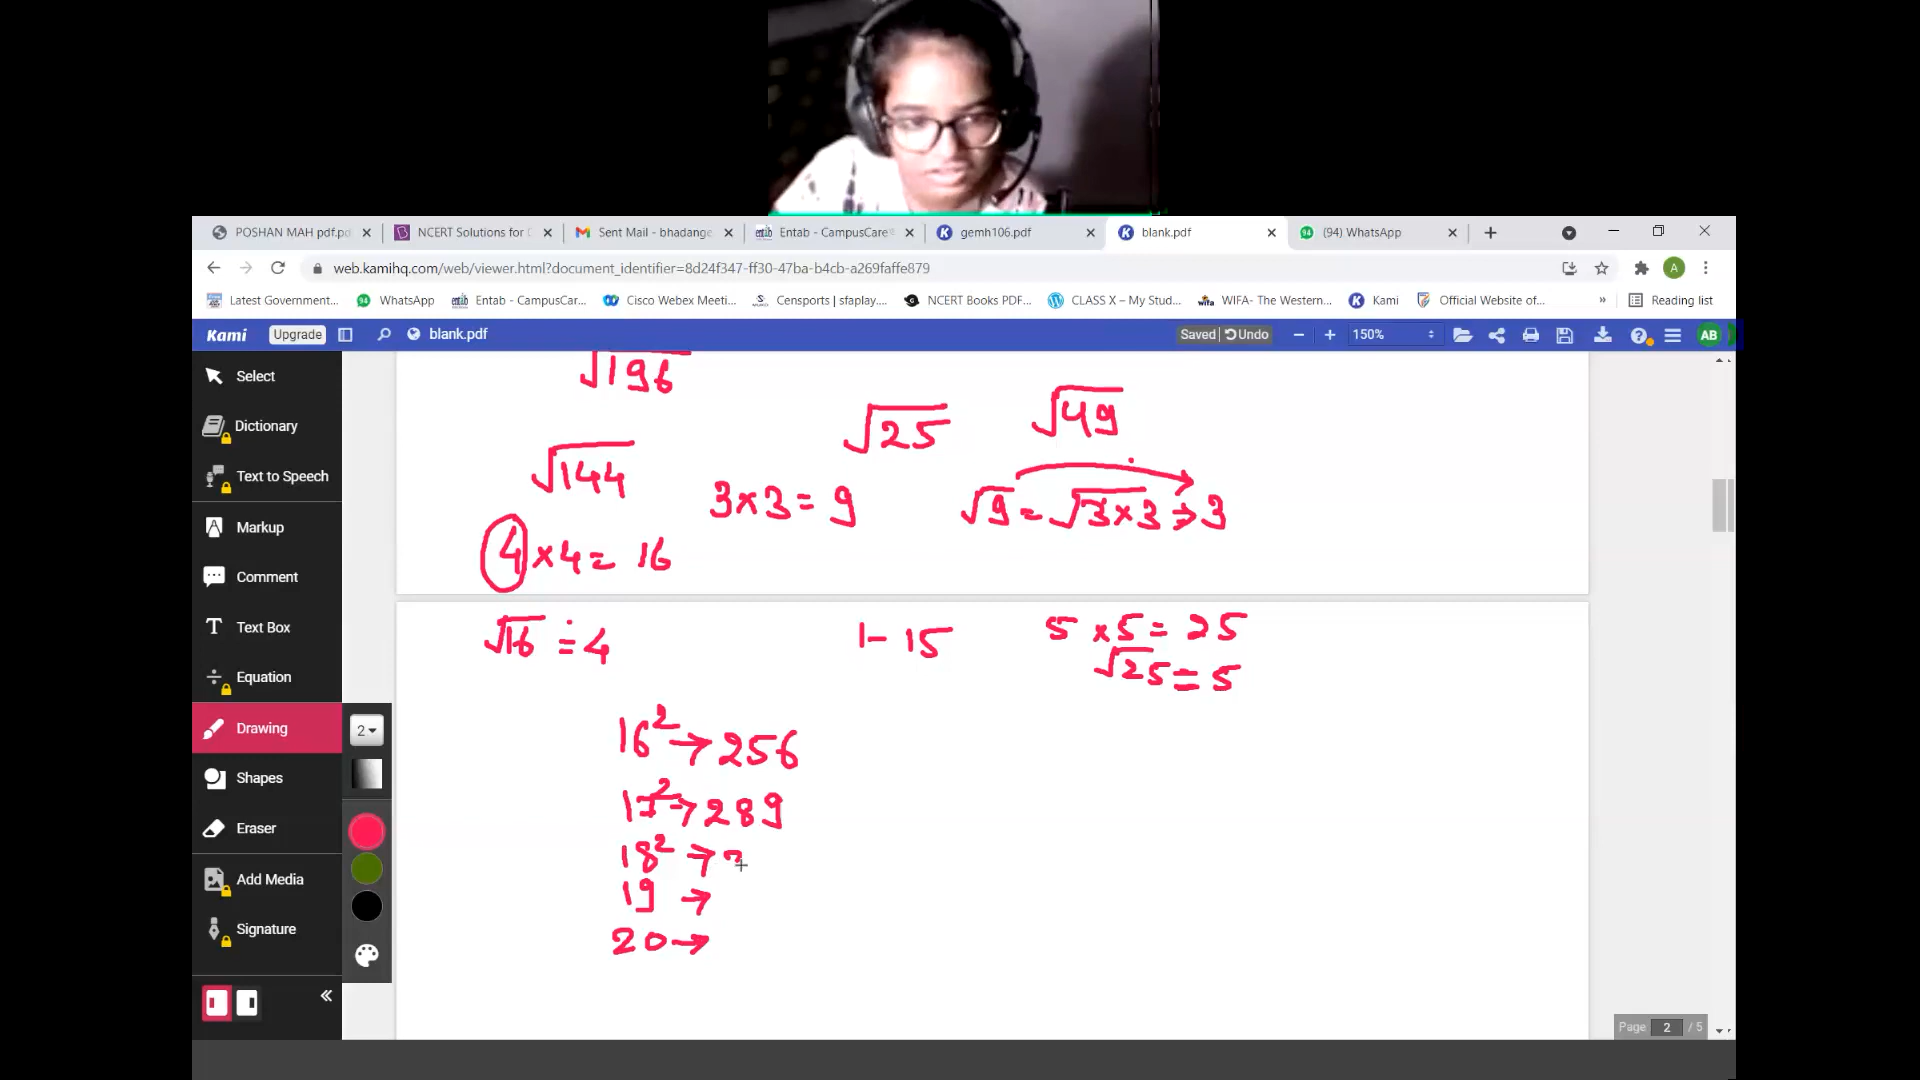 POSHAN MAH pdf.pd
NCERT Solutions for
Sent Mail - bhadange
Entab - CampusCare®
gemh106.pdf
blank.pdf
(94) WhatsApp
web.kamihq.com/web/viewer.html?document_identifier=8d24f347-ff30-47ba-b4cb-a269faffe879
A
Latest Government...
WhatsApp
Entab - CampusCar...
Cisco Webex Meeti...
Censports | sfaplay....
NCERT Books PDF...
CLASS X – My Stud...
WIFA- The Western...
Kami
Official Website of...
»
Reading list
Kami
Upgrade
blank.pdf
Saved
Undo
150%
AB
Select
Dictionary
Text to Speech
Markup
Comment
Text Box
Equation
Drawing
2
Shapes
Eraser
Add Media
Signature
√196
√25
√49
√144
3×3=9
√9=√3×3→3
4×4=16
√16=4
1-15
5×5=25
√25=5
16²→256
17²→289
18²→
19→
20→
Page 2 / 5